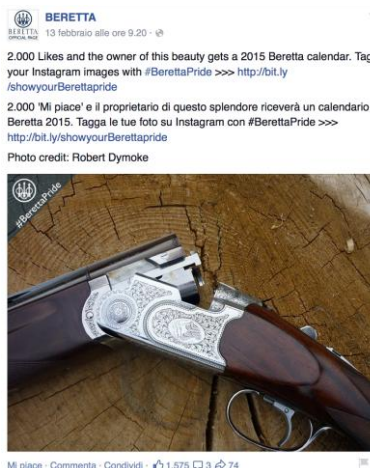 BERETTA
13 febbraio alle ore 9.20 ·
BERETTA
OFFICIAL PAGE
2.000 Likes and the owner of this beauty gets a 2015 Beretta calendar. Tag
your Instagram images with #BerettaPride >>> http://bit.ly
/showyourBerettapride
2.000 'Mi piace' e il proprietario di questo splendore riceverà un calendario
Beretta 2015. Tagga le tue foto su Instagram con #BerettaPride >>>
http://bit.ly/showyourBerettapride
Photo credit: Robert Dymoke
#BerettaPride
Mi piace · Commenta · Condividi · 1.575 3 74